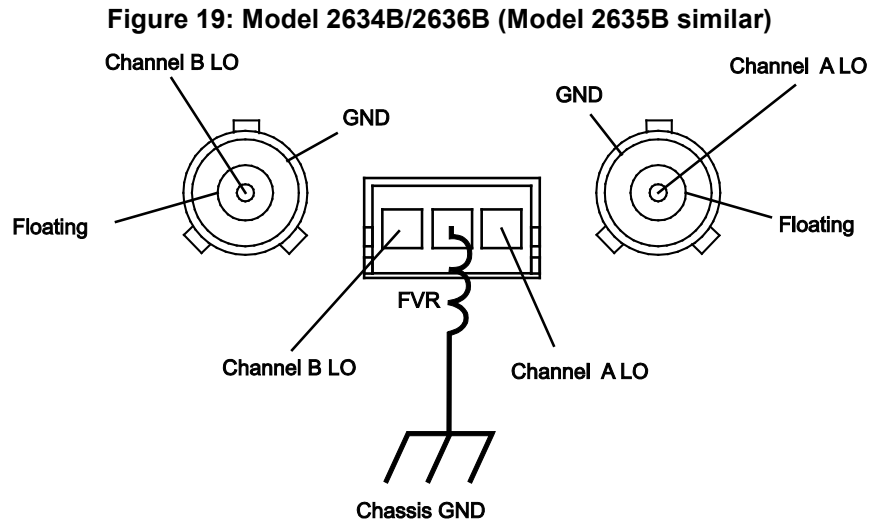 Figure 19: Model 2634B/2636B (Model 2635B similar)
Channel B LO
Channel A LO
GND
GND
Floating
Floating
FVR
Channel B LO
Channel A LO
Chassis GND